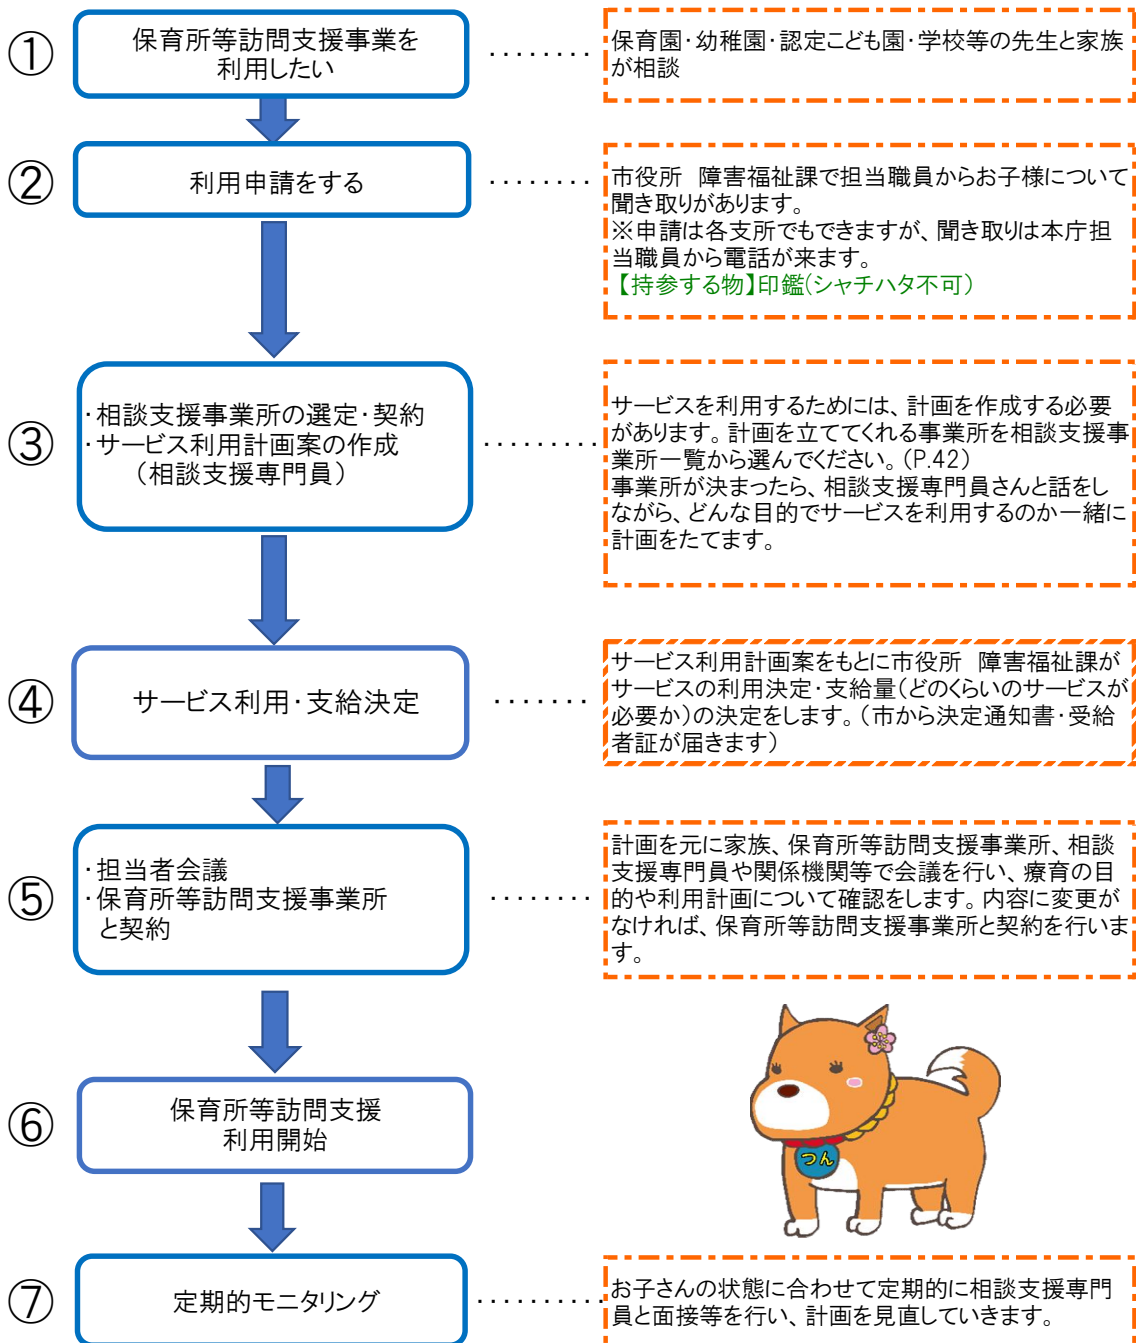 ①
保育所等訪問支援事業を
利用したい
‥‥‥‥
保育園・幼稚園・認定こども園・学校等の先生と家族
が相談
②
利用申請をする
‥‥‥‥
市役所　障害福祉課で担当職員からお子様について
聞き取りがあります。
※申請は各支所でもできますが、聞き取りは本庁担
当職員から電話が来ます。
【持参する物】印鑑(シャチハタ不可)
③
・相談支援事業所の選定・契約
・サービス利用計画案の作成
（相談支援専門員）
‥‥‥‥
サービスを利用するためには、計画を作成する必要
があります。計画を立ててくれる事業所を相談支援事
業所一覧から選んでください。(P.42)
事業所が決まったら、相談支援専門員さんと話をし
ながら、どんな目的でサービスを利用するのか一緒に
計画をたてます。
④
サービス利用・支給決定
‥‥‥‥
サービス利用計画案をもとに市役所　障害福祉課が
サービスの利用決定・支給量(どのくらいのサービスが
必要か)の決定をします。(市から決定通知書・受給
者証が届きます)
⑤
・担当者会議
・保育所等訪問支援事業所
と契約
‥‥‥‥
計画を元に家族、保育所等訪問支援事業所、相談
支援専門員や関係機関等で会議を行い、療育の目
的や利用計画について確認をします。内容に変更が
なければ、保育所等訪問支援事業所と契約を行いま
す。
⑥
保育所等訪問支援
利用開始
つん
⑦
定期的モニタリング
‥‥‥‥
お子さんの状態に合わせて定期的に相談支援専門
員と面接等を行い、計画を見直していきます。